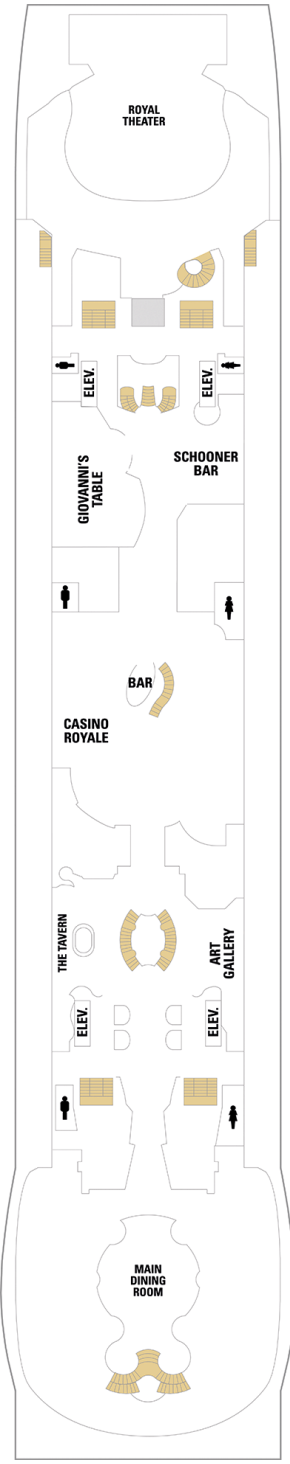 ROYAL
THEATER
ELEV.
ELEV.
GIOVANNI'S
TABLE
SCHOONER
BAR
BAR
CASINO
ROYALE
THE TAVERN
ART
GALLERY
ELEV.
ELEV.
MAIN
DINING
ROOM